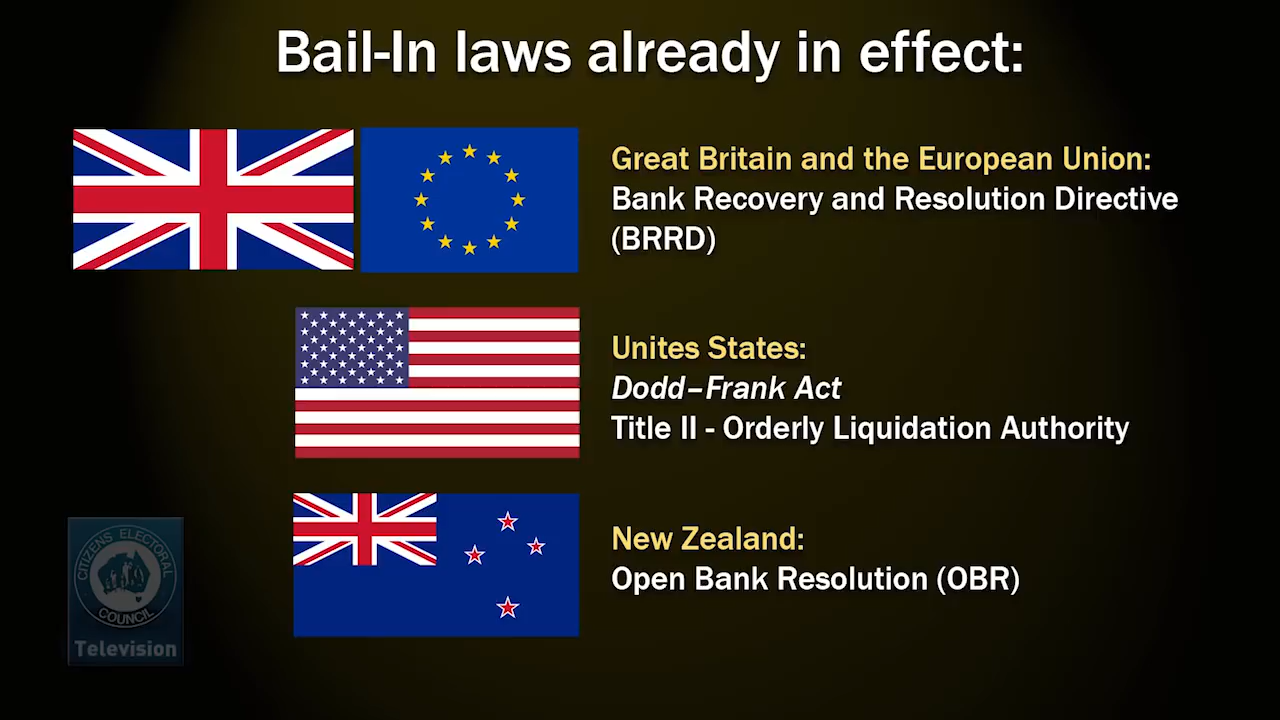 Bail-In laws already in effect:
Great Britain and the European Union:
Bank Recovery and Resolution Directive
(BRRD)
Unites States:
Dodd–Frank Act
Title II - Orderly Liquidation Authority
New Zealand:
Open Bank Resolution (OBR)
CITIZENS ELECTORAL
COUNCIL
Television